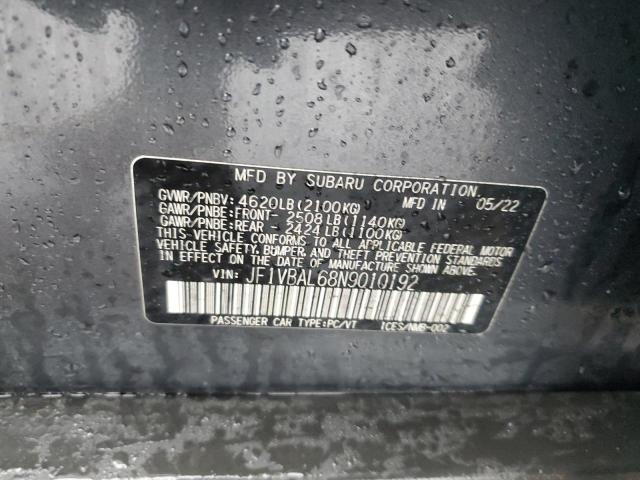 MFD BY SUBARU CORPORATION
GVWR/PNBV: 4620LB(2100KG) MFD IN 05/22
GAWR/PNBE:FRONT- 2508LB(1140KG)
GAWR/PNBE:REAR - 2424LB(1100KG)
THIS VEHICLE CONFORMS TO ALL APPLICABLE FEDERAL MOTOR
VEHICLE SAFETY, BUMPER, AND THEFT PREVENTION STANDARDS
IN EFFECT ON THE DATE OF MANUFACTURE SHOWN ABOVE.
VIN: JF1VBAL68N9010192
PASSENGER CAR TYPE:PC/VT ICES/NMB-002